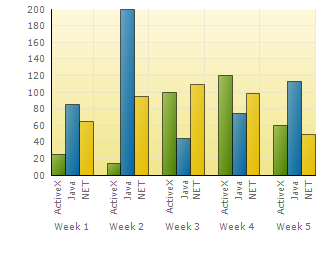 200
180
160
140
120
100
80
60
40
20
00
ActiveX
Java
NET
ActiveX
Java
NET
ActiveX
Java
NET
ActiveX
Java
NET
ActiveX
Java
NET
Week 1
Week 2
Week 3
Week 4
Week 5